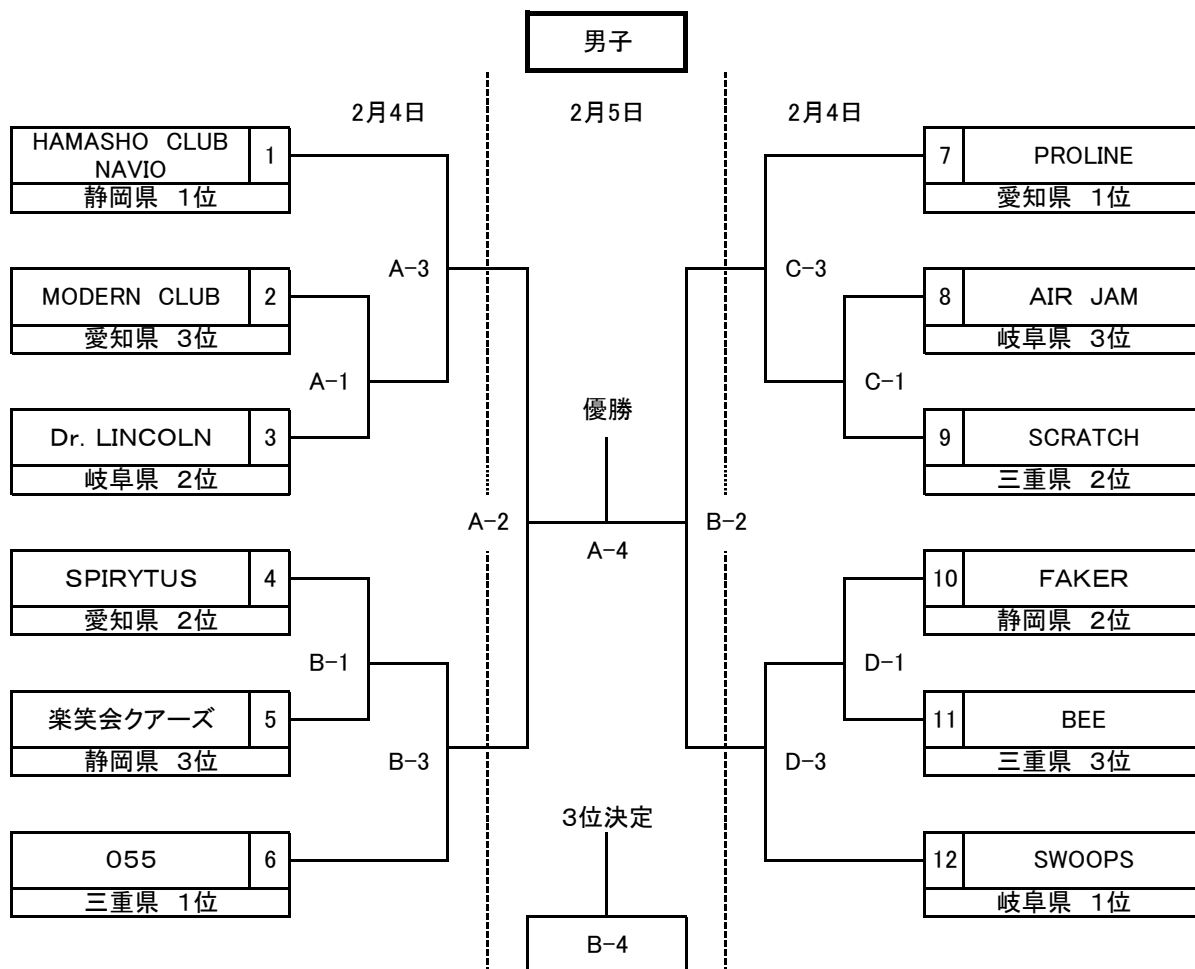 男子
2月4日
2月5日
2月4日
HAMASHO CLUB
NAVIO
1
静岡県 1位
7
PROLINE
愛知県 1位
A-3
C-3
MODERN CLUB
2
愛知県 3位
8
AIR JAM
岐阜県 3位
A-1
C-1
優勝
Dr. LINCOLN
3
岐阜県 2位
9
SCRATCH
三重県 2位
A-2
A-4
B-2
SPIRYTUS
4
愛知県 2位
10
FAKER
静岡県 2位
B-1
D-1
楽笑会クアーズ
5
静岡県 3位
11
BEE
三重県 3位
B-3
D-3
3位決定
055
6
三重県 1位
12
SWOOPS
岐阜県 1位
B-4